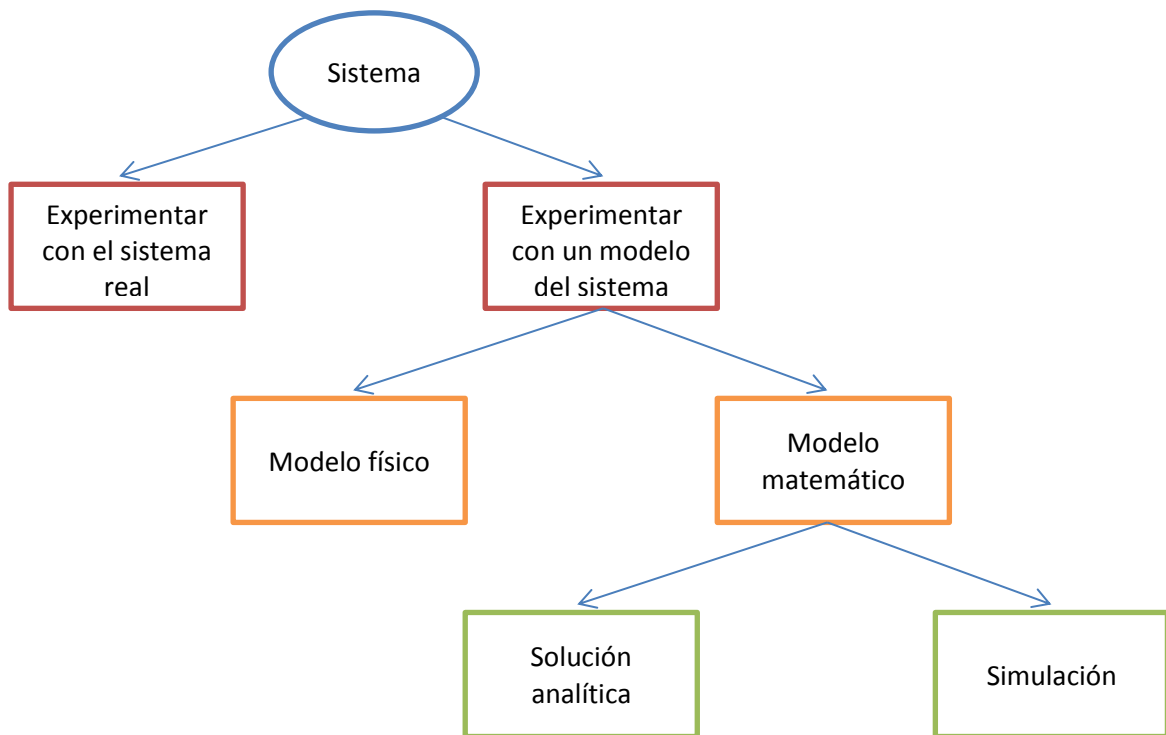 Sistema
Experimentar
con el sistema
real
Experimentar
con un modelo
del sistema
Modelo físico
Modelo
matemático
Solución
analítica
Simulación